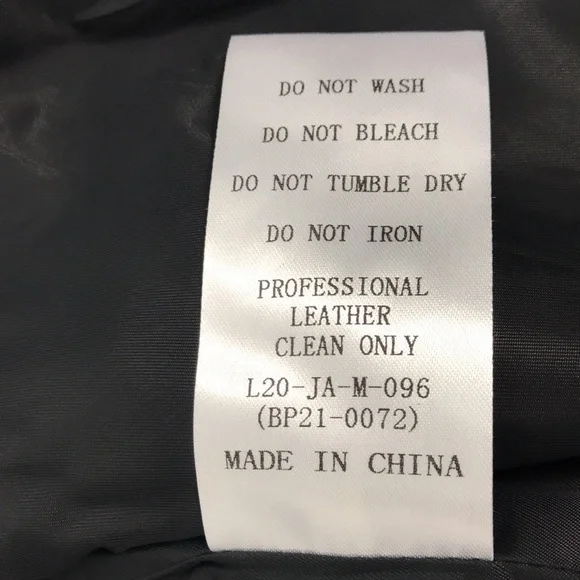 DO NOT WASH
DO NOT BLEACH
DO NOT TUMBLE DRY
DO NOT IRON
PROFESSIONAL
LEATHER
CLEAN ONLY
L20-JA-M-096
(BP21-0072)
MADE IN CHINA